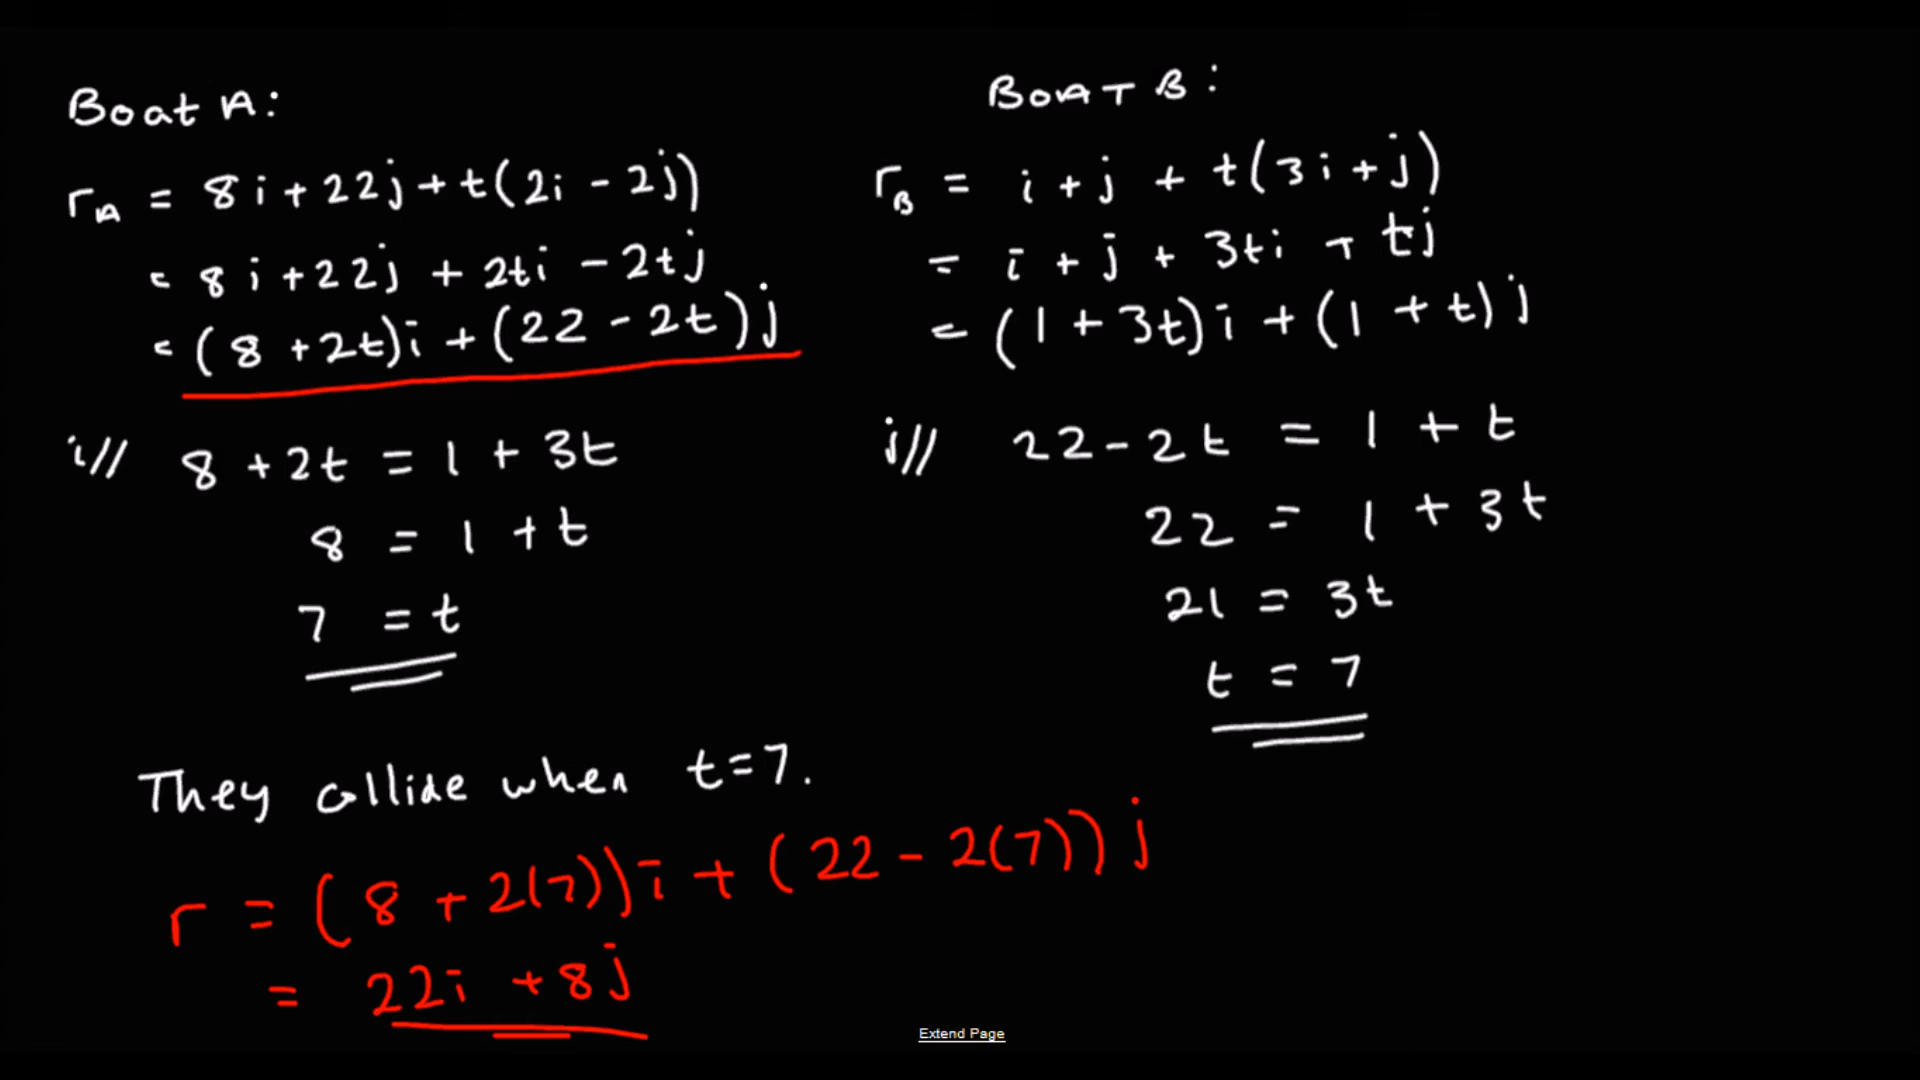 Boat A:
r_A = 8i + 22j + t(2i - 2j)
= 8i + 22j + 2ti - 2tj
= (8 + 2t)i + (22 - 2t)j
BOAT B:
r_B = i + j + t(3i + j)
= i + j + 3ti + tj
= (1 + 3t)i + (1 + t)j
i// 8 + 2t = 1 + 3t
8 = 1 + t
7 = t
j// 22 - 2t = 1 + t
22 = 1 + 3t
21 = 3t
t = 7
They collide when t=7.
r = (8 + 2(7))i + (22 - 2(7))j
= 22i + 8j
Extend Page